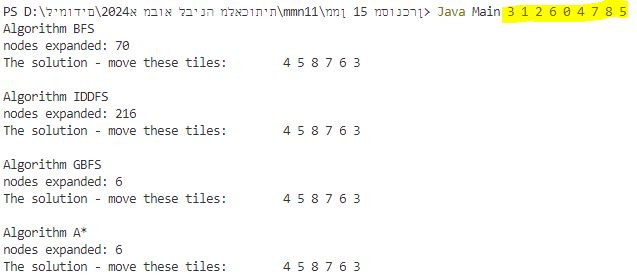 PS D:\לימודים\2024א מבוא לבינה מלאכותית\mmn11\ממן 15 מסונכרן> Java Main 3 1 2 6 0 4 7 8 5
Algorithm BFS
nodes expanded: 70
The solution - move these tiles: 4 5 8 7 6 3
Algorithm IDDFS
nodes expanded: 216
The solution - move these tiles: 4 5 8 7 6 3
Algorithm GBFS
nodes expanded: 6
The solution - move these tiles: 4 5 8 7 6 3
Algorithm A*
nodes expanded: 6
The solution - move these tiles: 4 5 8 7 6 3